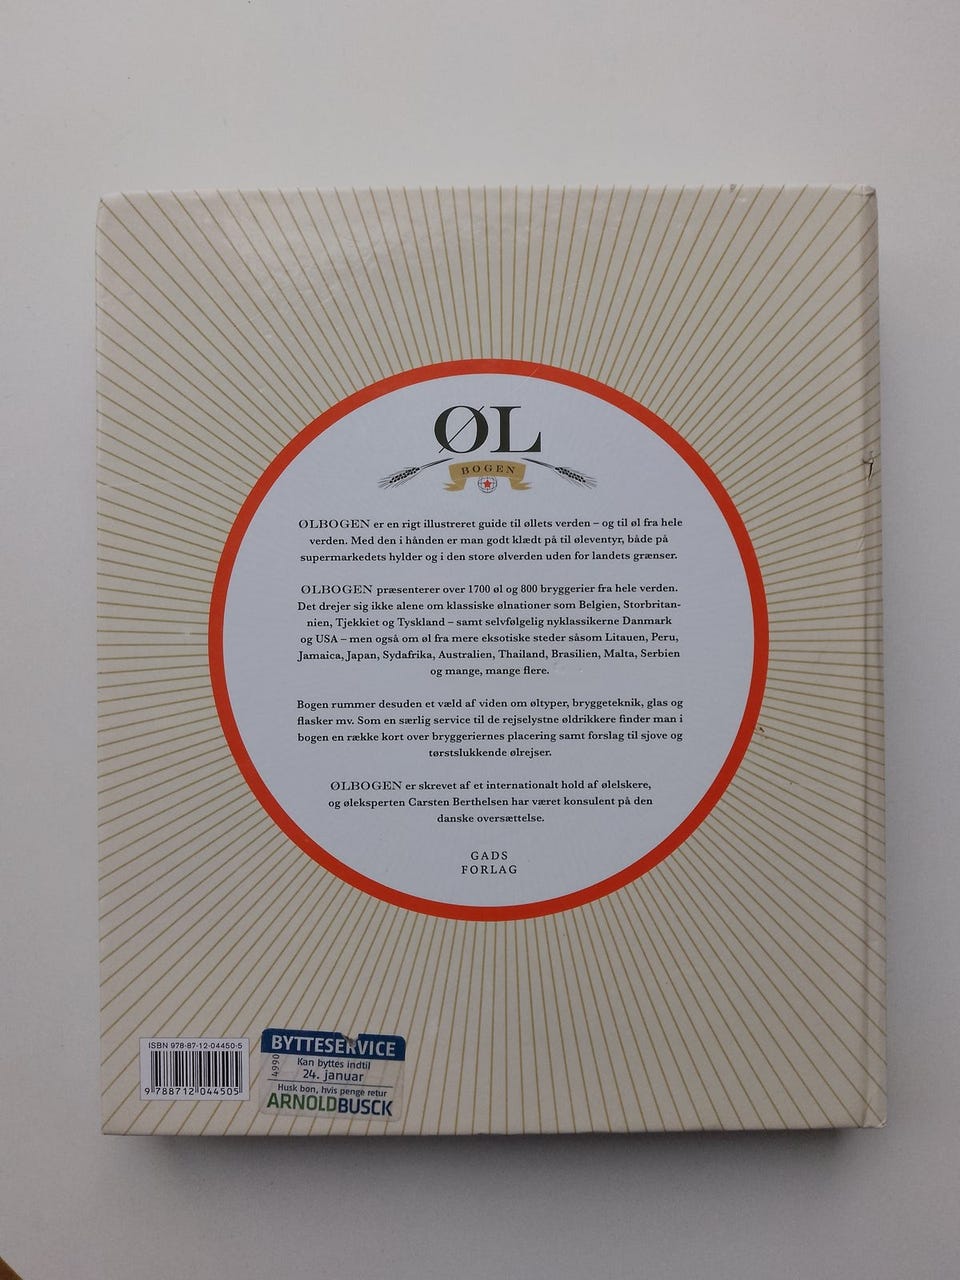 ØL
BOGEN
ØLBOGEN er en rigt illustreret guide til øllets verden – og til øl fra hele
verden. Med den i hånden er man godt klædt på til øleventyr, både på
supermarkedets hylder og i den store ølverden uden for landets grænser.
ØLBOGEN præsenterer over 1700 øl og 800 bryggerier fra hele verden.
Det drejer sig ikke alene om klassiske ølnationer som Belgien, Storbritan-
nien, Tjekkiet og Tyskland – samt selvfølgelig nyklassikerne Danmark
og USA – men også om øl fra mere eksotiske steder såsom Litauen, Peru,
Jamaica, Japan, Sydafrika, Australien, Thailand, Brasilien, Malta, Serbien
og mange, mange flere.
Bogen rummer desuden et væld af viden om øltyper, bryggeteknik, glas og
flasker mv. Som en særlig service til de rejselystne øldrikkere finder man i
bogen en række kort over bryggeriernes placering samt forslag til sjove og
tørstslukkende ølrejser.
ØLBOGEN er skrevet af et internationalt hold af ølelskere,
og øleksperten Carsten Berthelsen har været konsulent på den
danske oversættelse.
GADS
FORLAG
ISBN 978-87-12-04450-5
9 788712 044505
BYTTESERVICE
Kan byttes indtil
24. januar
4990
Husk bon, hvis penge retur
ARNOLDBUSCK